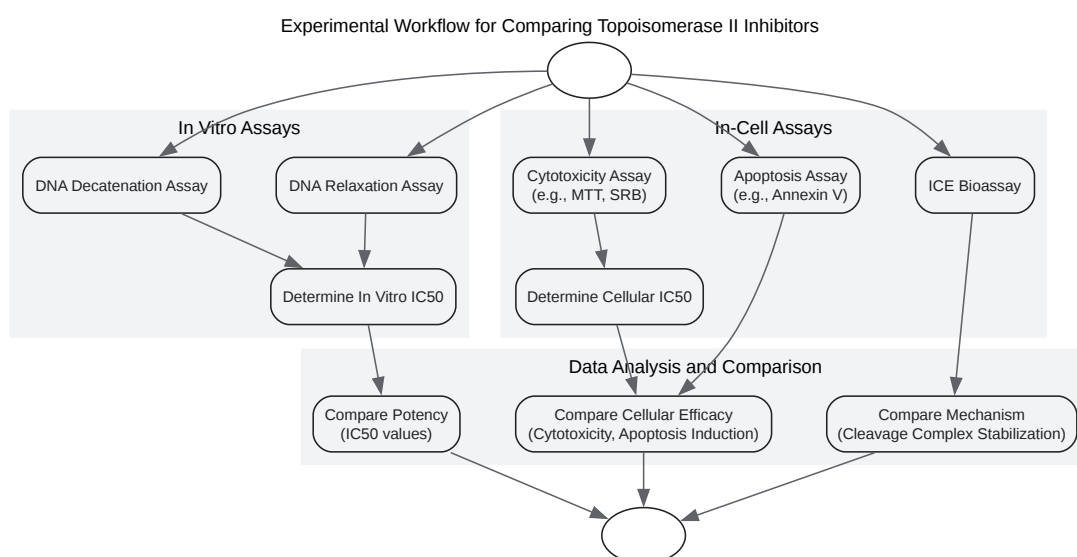 Experimental Workflow for Comparing Topoisomerase II Inhibitors
In Vitro Assays
In-Cell Assays
DNA Decatenation Assay
DNA Relaxation Assay
Cytotoxicity Assay
(e.g., MTT, SRB)
Apoptosis Assay
(e.g., Annexin V)
ICE Bioassay
Determine In Vitro IC50
Determine Cellular IC50
Data Analysis and Comparison
Compare Potency
(IC50 values)
Compare Cellular Efficacy
(Cytotoxicity, Apoptosis Induction)
Compare Mechanism
(Cleavage Complex Stabilization)